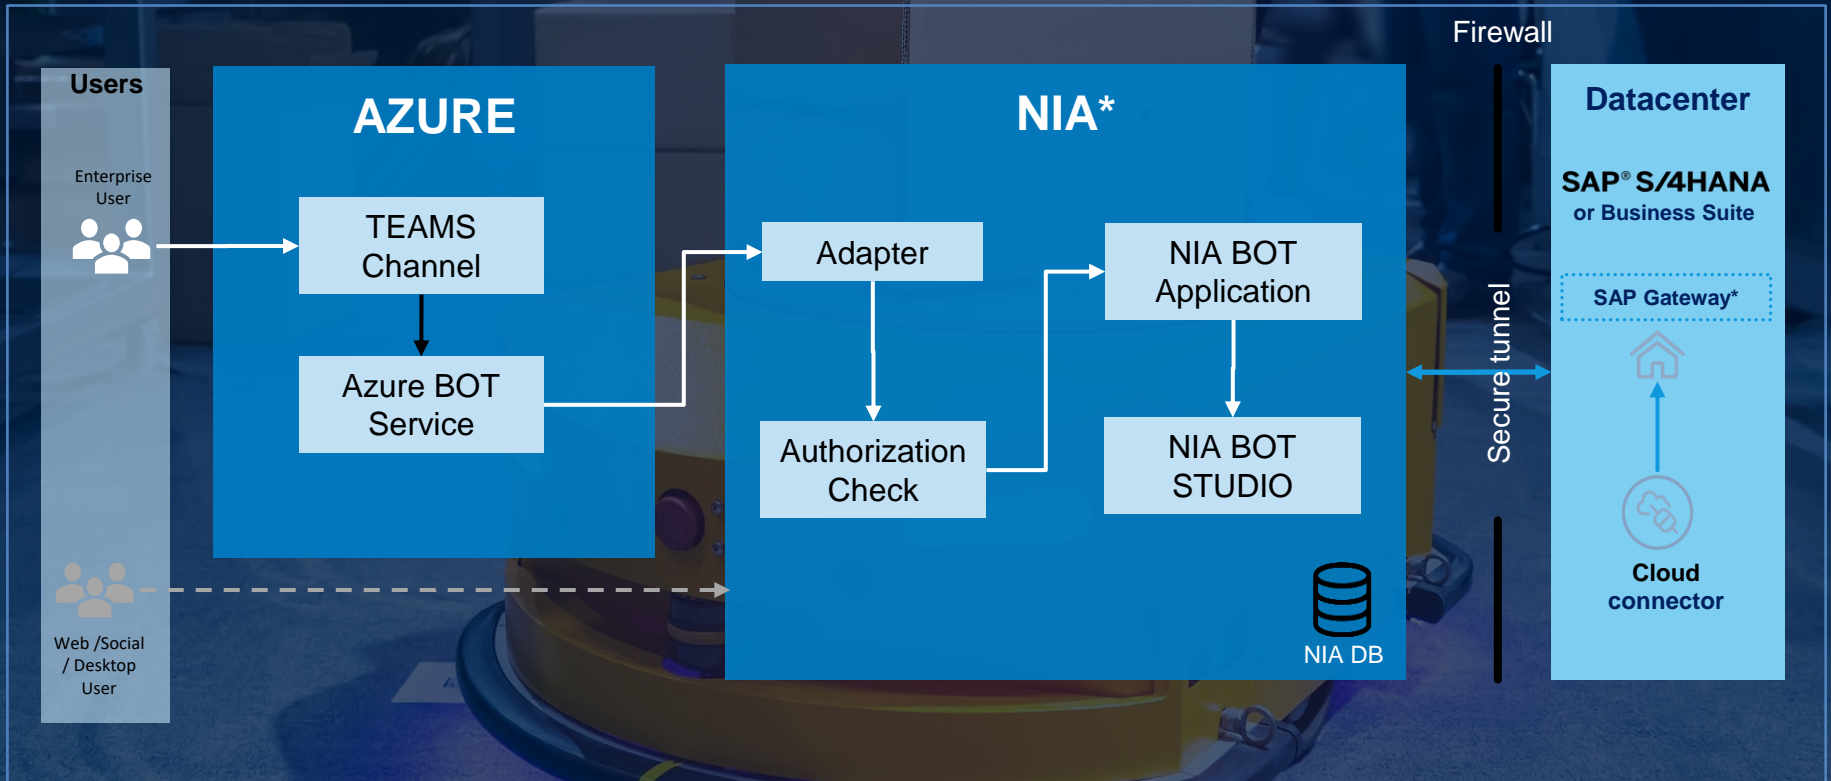 Users
Enterprise
User
Web /Social
/ Desktop
User
AZURE
TEAMS
Channel
Azure BOT
Service
NIA*
Adapter
Authorization
Check
NIA BOT
Application
NIA BOT
STUDIO
NIA DB
Firewall
Secure tunnel
Datacenter
SAP® S/4HANA
or Business Suite
SAP Gateway*
Cloud
connector